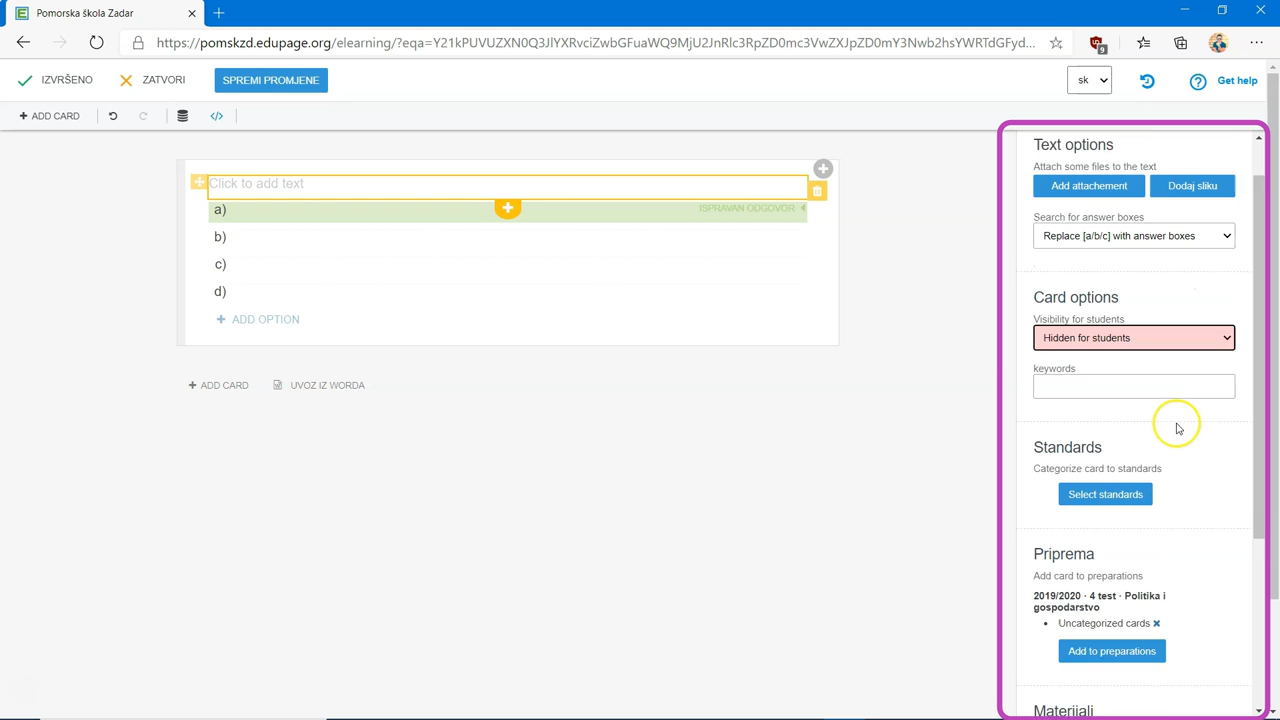 Pomorska škola Zadar
https://pomskzd.edupage.org/elearning/?eqa=Y21kPUVUZXN0Q3JlYXRvciZwbGFuaWQ9MjU2JnRlc3RpZD0mc3VwZXJpZD0mY3Nwb2hsYWRTdGFyd...
9
IZVRŠENO
ZATVORI
SPREMI PROMJENE
sk
Get help
ADD CARD
Click to add text
a)
ISPRAVAN ODGOVOR
b)
c)
d)
ADD OPTION
ADD CARD
UVOZ IZ WORDA
Text options
Attach some files to the text
Add attachement
Dodaj sliku
Search for answer boxes
Replace [a/b/c] with answer boxes
Card options
Visibility for students
Hidden for students
keywords
Standards
Categorize card to standards
Select standards
Priprema
Add card to preparations
2019/2020 · 4 test · Politika i
gospodarstvo
Uncategorized cards
Add to preparations
Materijali